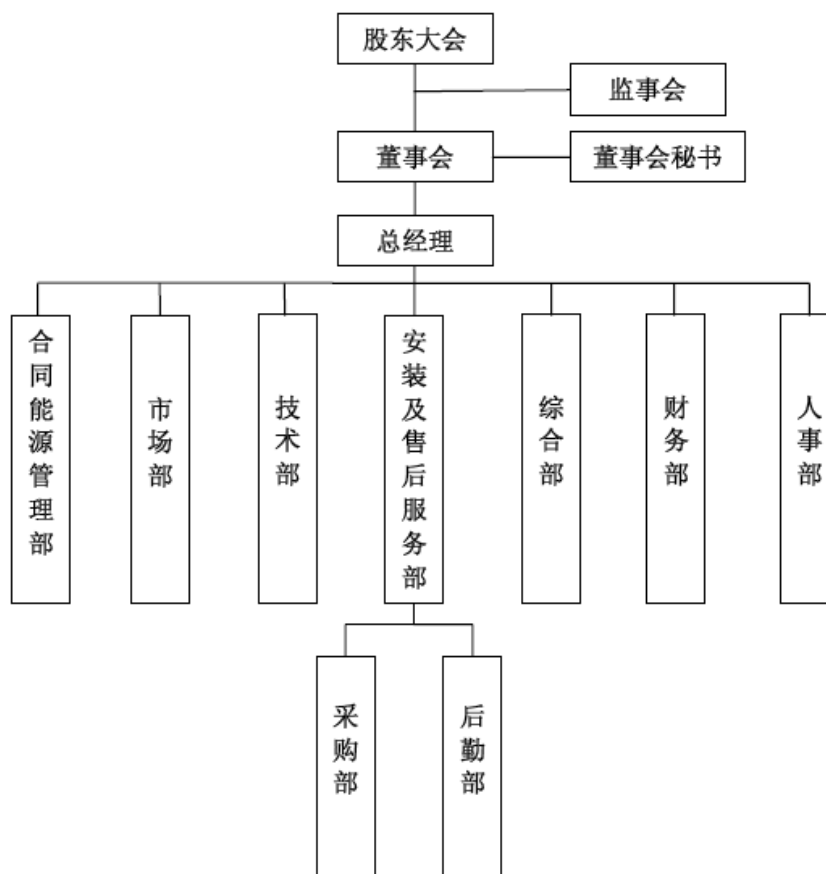 股东大会
监事会
董事会
董事会秘书
总经理
合同能源管理部
市场部
技术部
安装及售后服务部
综合部
财务部
人事部
采购部
后勤部